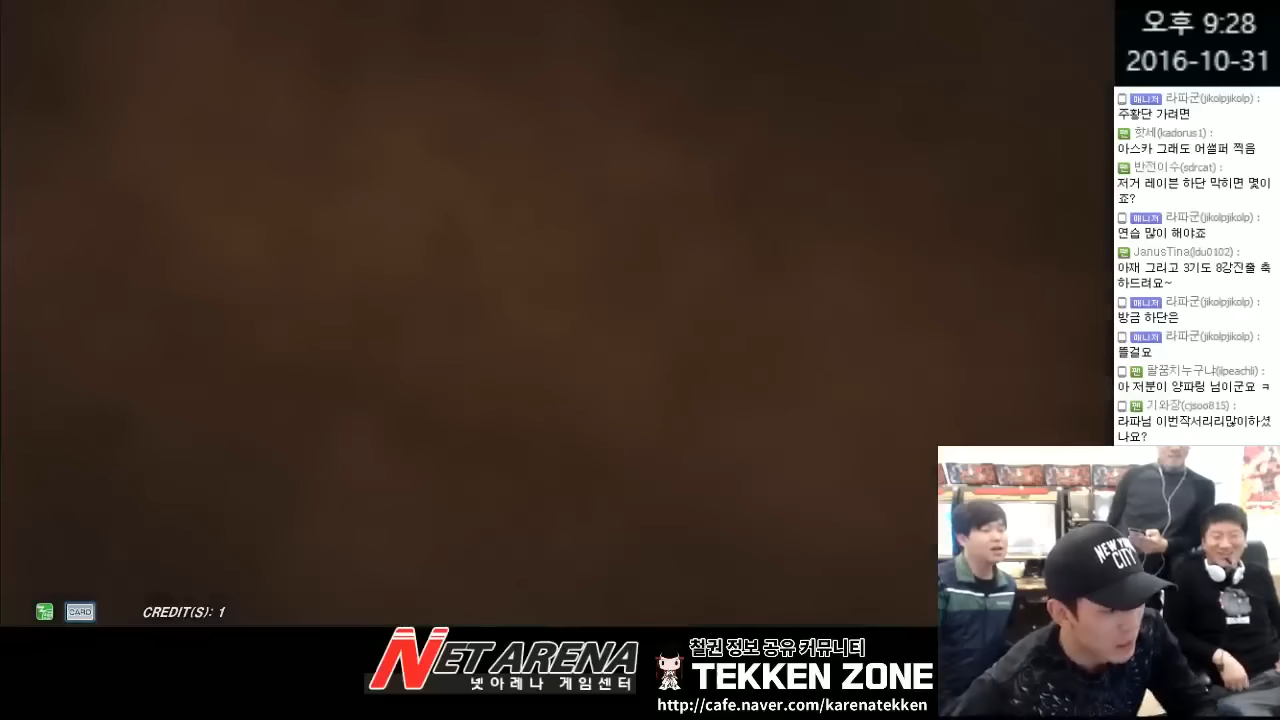 오후 9:28
2016-10-31
매니저 라파군(jikolpjikolp) :
주황단 가려면
팬 핫세(kadorus1) :
아스카 그래도 어쌜퍼 찍음
팬 반전이수(sdrcat) :
저거 레이븐 하단 막히면 몇이
죠?
매니저 라파군(jikolpjikolp) :
연습 많이 해야죠
팬 JanusTina(ldu0102) :
아재 그리고 3기도 8강진출 축
하드려요~
매니저 라파군(jikolpjikolp) :
방금 하단은
매니저 라파군(jikolpjikolp) :
뜰걸요
팬 팔꿈치누구냐(ilpeachli) :
아 저분이 양파링 님이군요 ㅋ
팬 기와장(cjsoo815) :
라파님 이번작서리리많이하셨
나요?
NEW YORK
CITY
CARD
CREDIT(S): 1
NET ARENA
넷아레나 게임센터
철권 정보 공유 커뮤니티
TEKKEN ZONE
http://cafe.naver.com/karenatekken